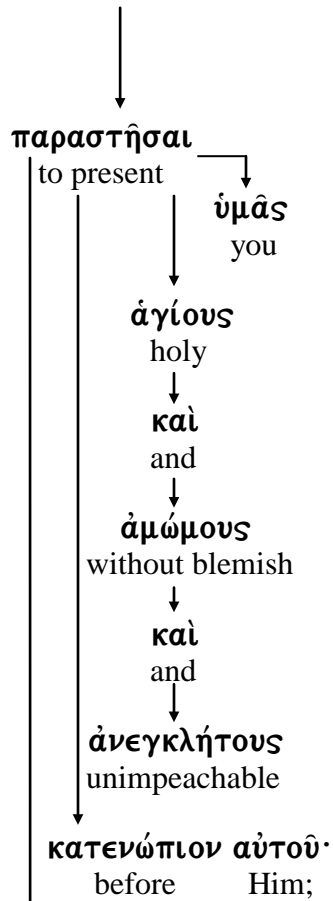 παραστῆσαι
to present
ὑμᾶς
you
ἁγίους
holy
καὶ
and
ἀμώμους
without blemish
καὶ
and
ἀνεγκλήτους
unimpeachable
κατενώπιον αὐτοῦ·
before Him;